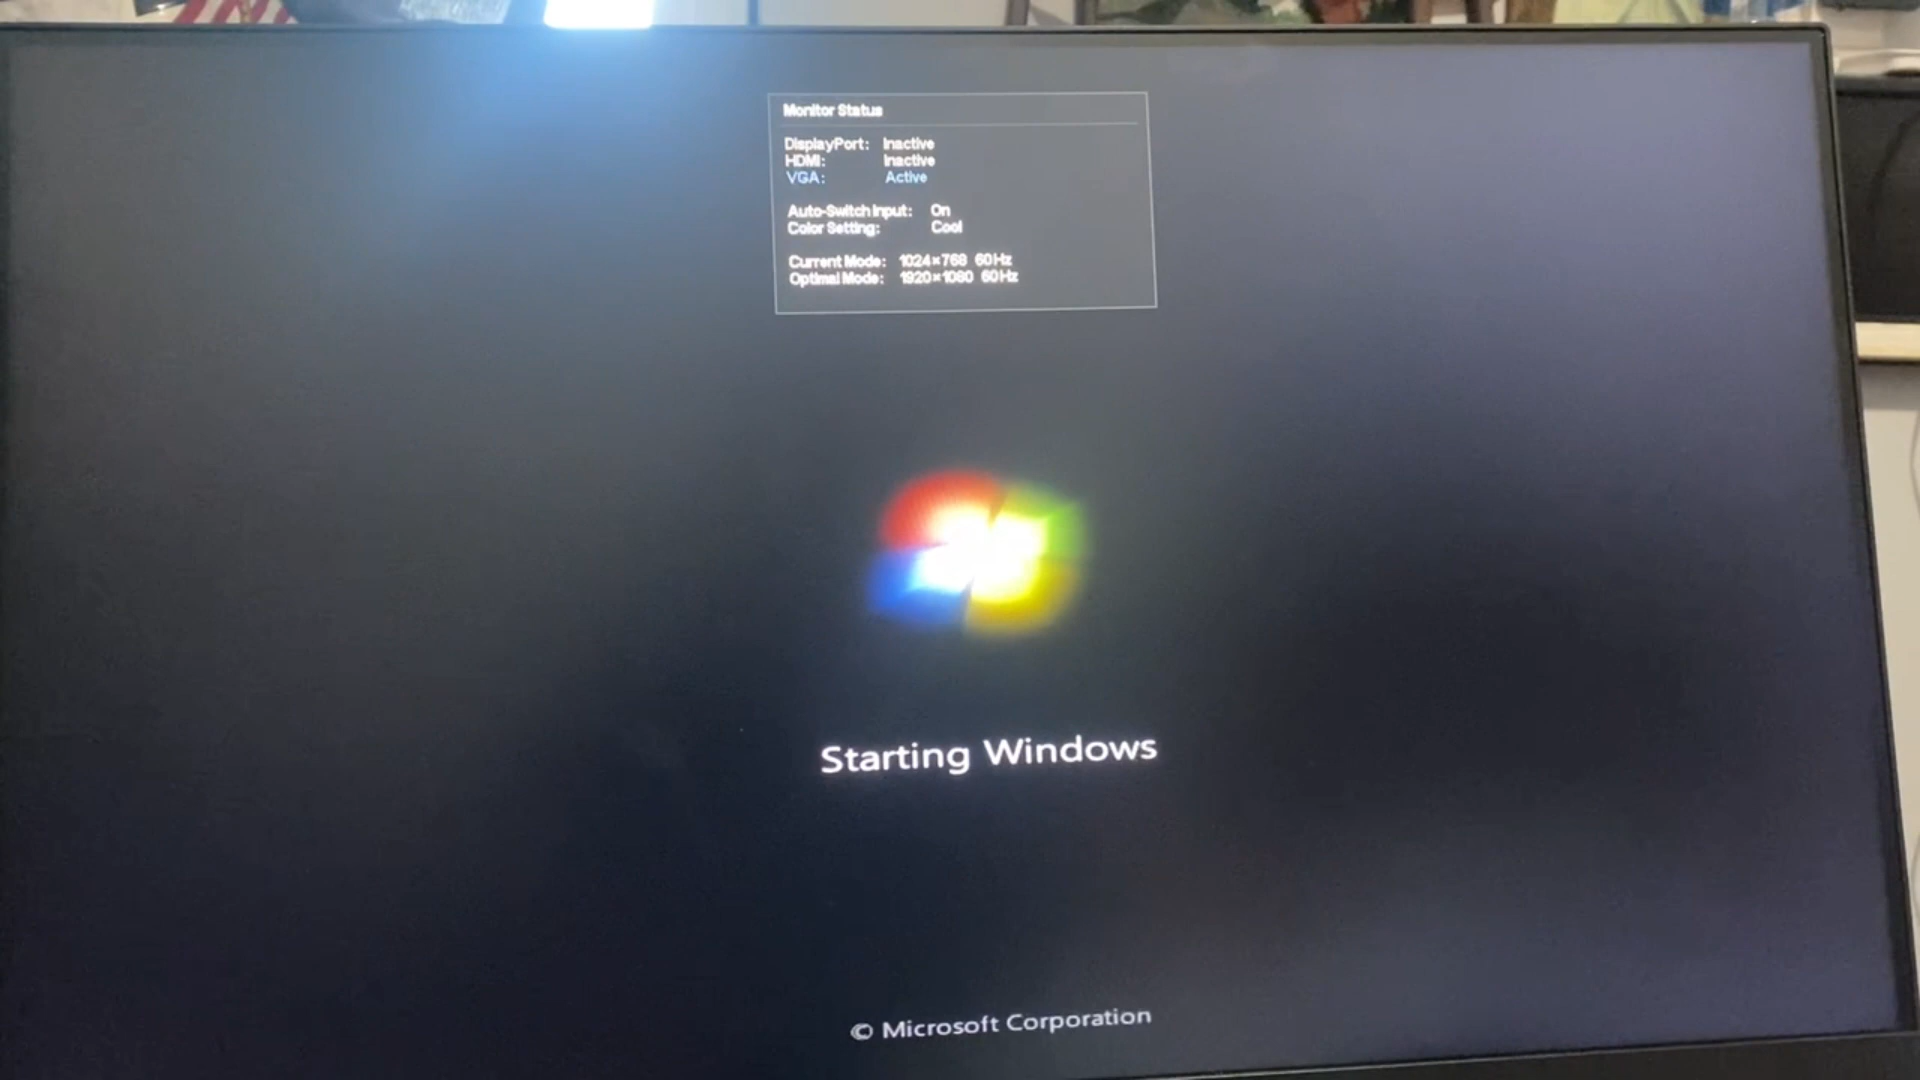 Monitor Status
DisplayPort: Inactive
HDMI: Inactive
VGA: Active
Auto-Switch Input: On
Color Setting: Cool
Current Mode: 1024×768 60Hz
Optimal Mode: 1920×1080 60Hz
Starting Windows
© Microsoft Corporation